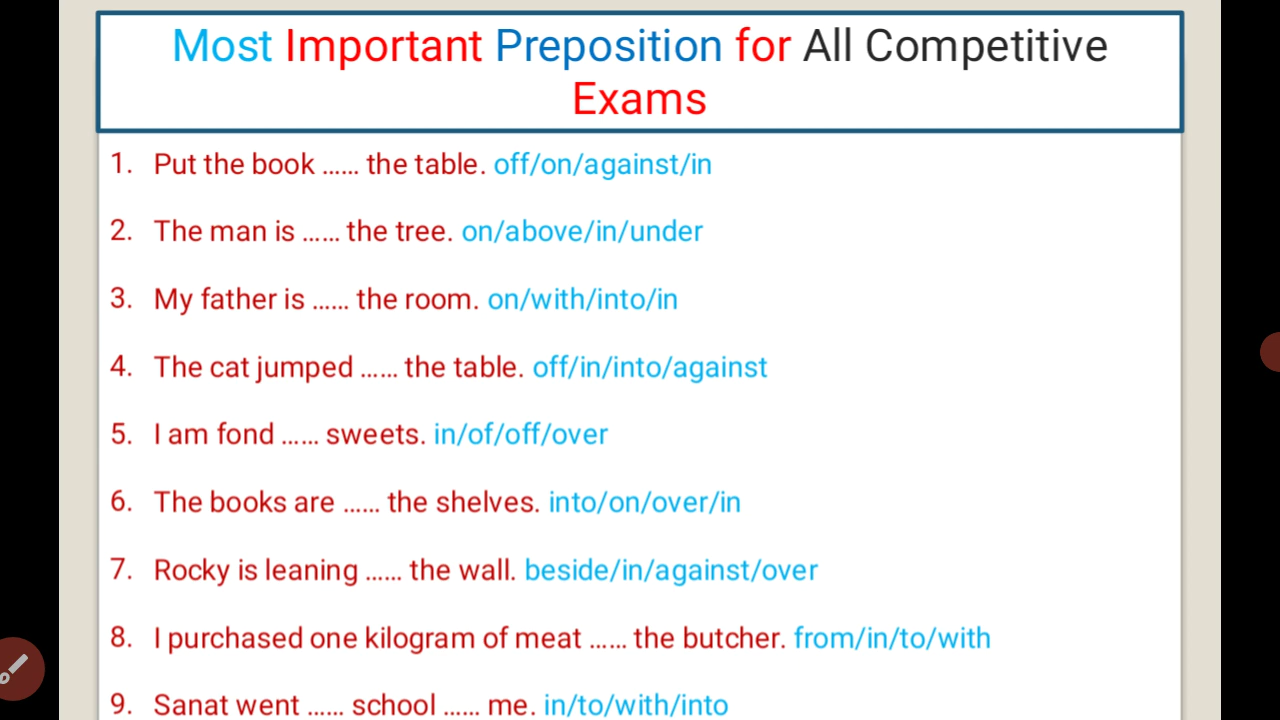 Most Important Preposition for All Competitive
Exams
1. Put the book ...... the table. off/on/against/in
2. The man is ...... the tree. on/above/in/under
3. My father is ...... the room. on/with/into/in
4. The cat jumped ...... the table. off/in/into/against
5. I am fond ...... sweets. in/of/off/over
6. The books are ...... the shelves. into/on/over/in
7. Rocky is leaning ...... the wall. beside/in/against/over
8. I purchased one kilogram of meat ...... the butcher. from/in/to/with
9. Sanat went ...... school ...... me. in/to/with/into